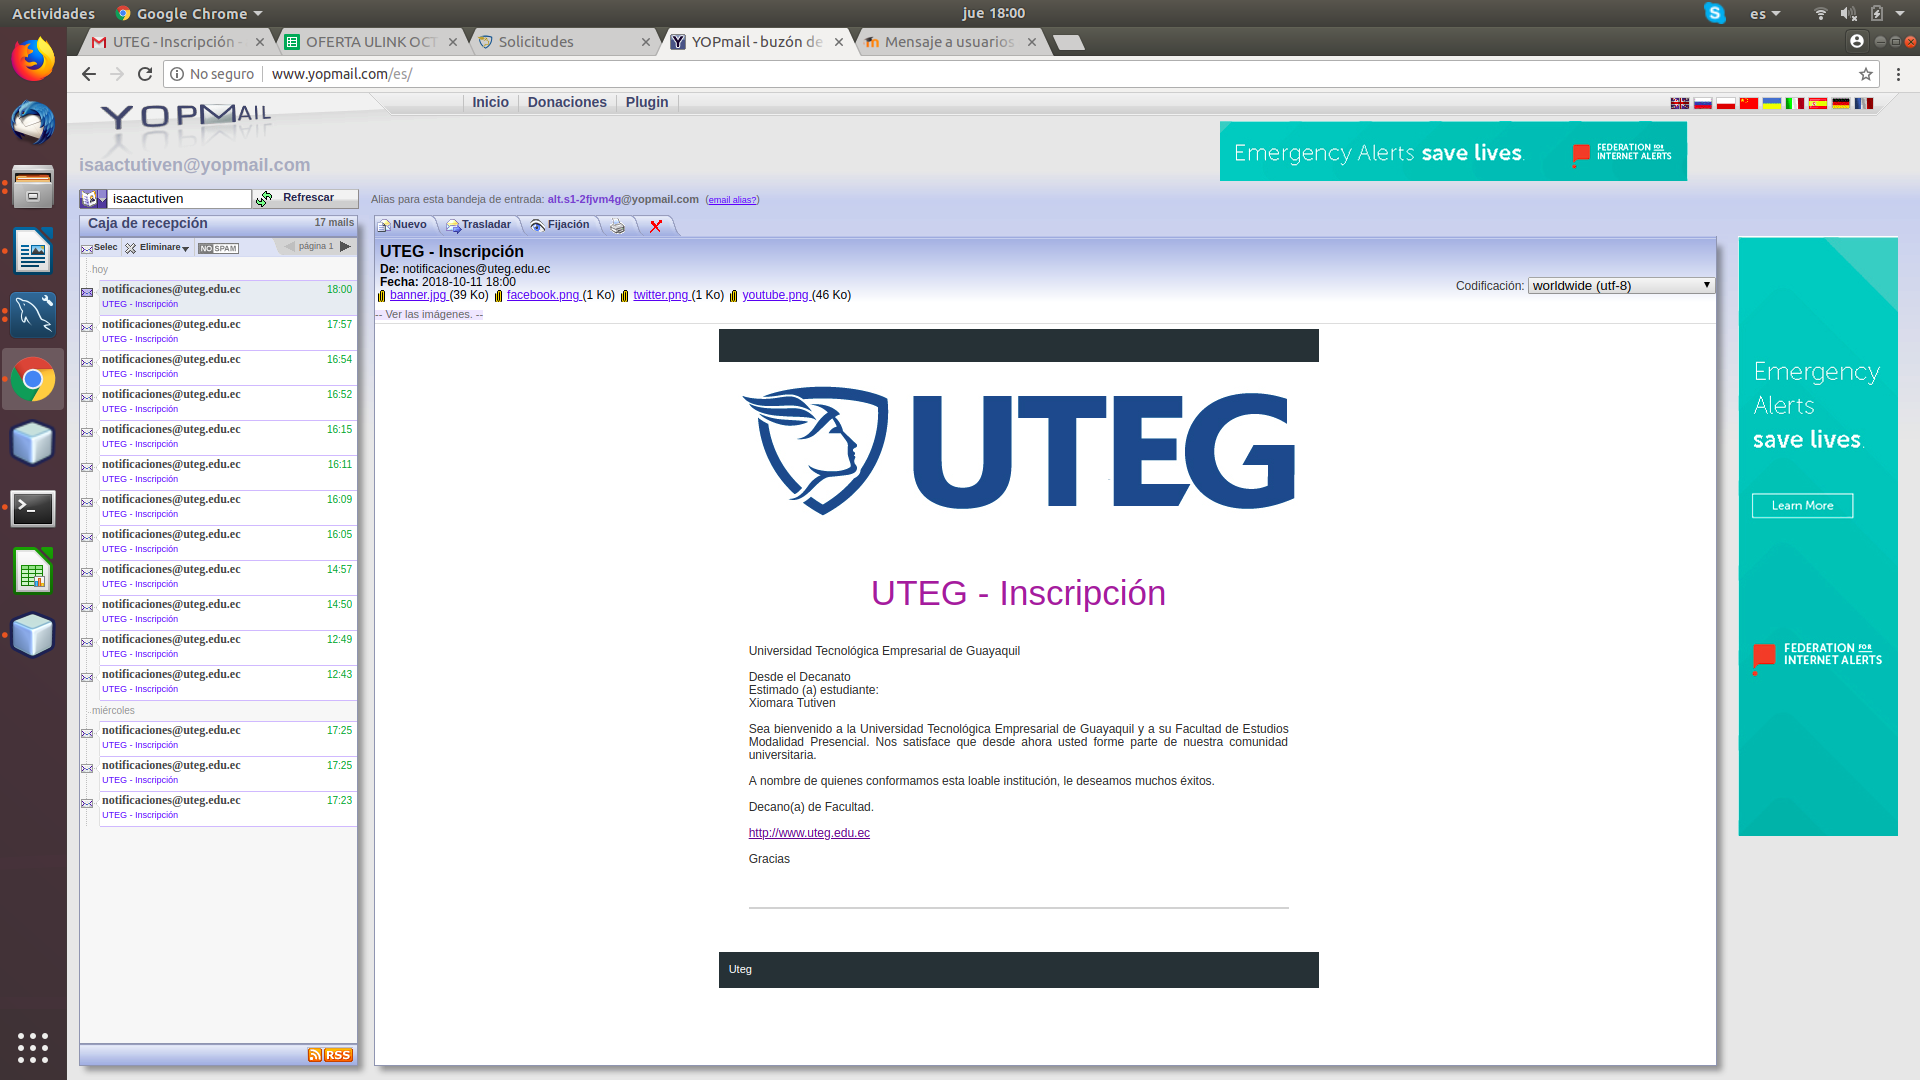 Actividades
Google Chrome
jue 18:00
es
UTEG - Inscripción -
OFERTA ULINK OCT
Solicitudes
YOPmail - buzón de
Mensaje a usuarios
No seguro
www.yopmail.com/es/
YOPMAIL
Inicio
Donaciones
Plugin
isaactutiven@yopmail.com
Emergency Alerts save lives.
FEDERATION FOR
INTERNET ALERTS
isaactutiven
Refrescar
Alias para esta bandeja de entrada: alt.s1-2fjvm4g@yopmail.com (email alias?)
Caja de recepción
17 mails
Selec
Eliminare
NO SPAM
página 1
hoy
notificaciones@uteg.edu.ec 18:00
UTEG - Inscripción
notificaciones@uteg.edu.ec 17:57
UTEG - Inscripción
notificaciones@uteg.edu.ec 16:54
UTEG - Inscripción
notificaciones@uteg.edu.ec 16:52
UTEG - Inscripción
notificaciones@uteg.edu.ec 16:15
UTEG - Inscripción
notificaciones@uteg.edu.ec 16:11
UTEG - Inscripción
notificaciones@uteg.edu.ec 16:09
UTEG - Inscripción
notificaciones@uteg.edu.ec 16:05
UTEG - Inscripción
notificaciones@uteg.edu.ec 14:57
UTEG - Inscripción
notificaciones@uteg.edu.ec 14:50
UTEG - Inscripción
notificaciones@uteg.edu.ec 12:49
UTEG - Inscripción
notificaciones@uteg.edu.ec 12:43
UTEG - Inscripción
miércoles
notificaciones@uteg.edu.ec 17:25
UTEG - Inscripción
notificaciones@uteg.edu.ec 17:25
UTEG - Inscripción
notificaciones@uteg.edu.ec 17:23
UTEG - Inscripción
RSS
Nuevo
Trasladar
Fijación
UTEG - Inscripción
De: notificaciones@uteg.edu.ec
Fecha: 2018-10-11 18:00
banner.jpg (39 Ko) facebook.png (1 Ko) twitter.png (1 Ko) youtube.png (46 Ko)
Codificación: worldwide (utf-8)
-- Ver las imágenes. --
UTEG
UTEG - Inscripción
Universidad Tecnológica Empresarial de Guayaquil
Desde el Decanato
Estimado (a) estudiante:
Xiomara Tutiven
Sea bienvenido a la Universidad Tecnológica Empresarial de Guayaquil y a su Facultad de Estudios
Modalidad Presencial. Nos satisface que desde ahora usted forme parte de nuestra comunidad
universitaria.
A nombre de quienes conformamos esta loable institución, le deseamos muchos éxitos.
Decano(a) de Facultad.
http://www.uteg.edu.ec
Gracias
Uteg
Emergency
Alerts
save lives.
Learn More
FEDERATION FOR
INTERNET ALERTS